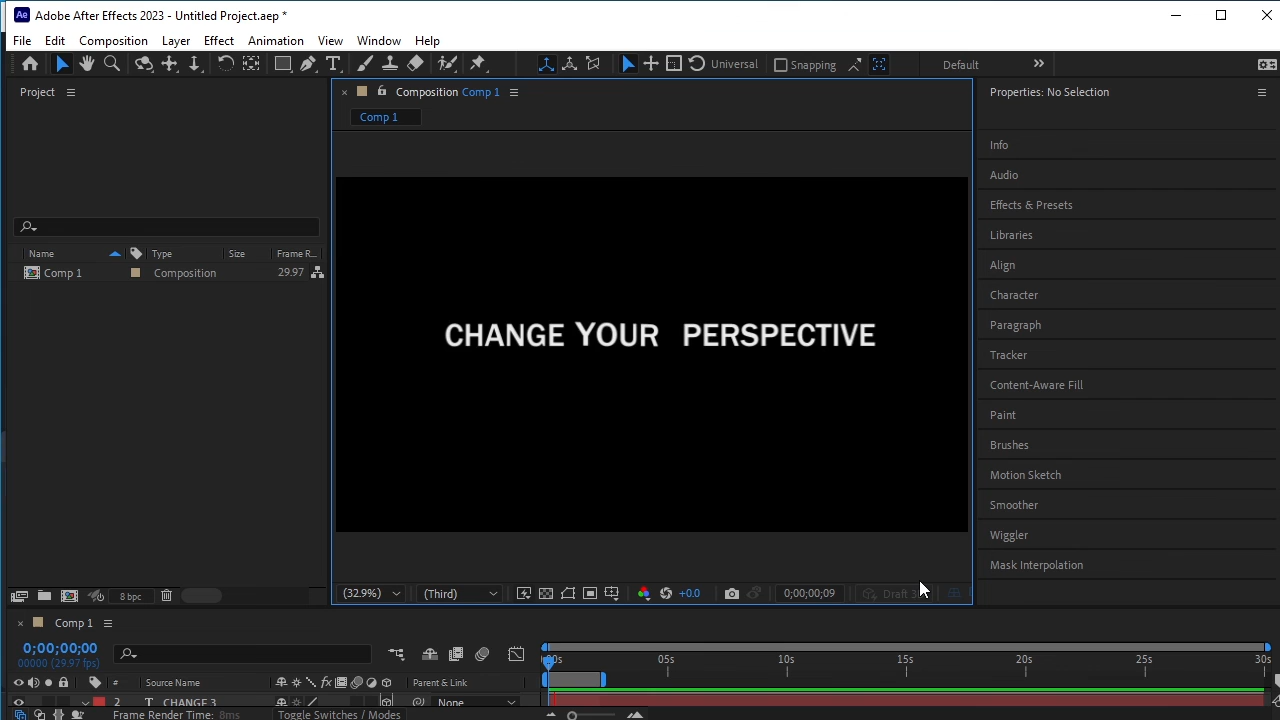 Adobe After Effects 2023 - Untitled Project.aep *
File Edit Composition Layer Effect Animation View Window Help
Universal Snapping Default
Project
Composition Comp 1
Properties: No Selection
Comp 1
Info
Audio
Effects & Presets
Libraries
Align
Character
Paragraph
Tracker
Content-Aware Fill
Paint
Brushes
Motion Sketch
Smoother
Wiggler
Mask Interpolation
Name Type Size Frame R...
Comp 1 Composition 29.97
CHANGE YOUR PERSPECTIVE
8 bpc
(32.9%) (Third) +0.0 0;00;00;09
Comp 1
0;00;00;00
00000 (29.97 fps)
05s 10s 15s 20s 25s 30s
# Source Name Parent & Link
2 T CHANGE 3 None
Frame Render Time: 8ms Toggle Switches / Modes